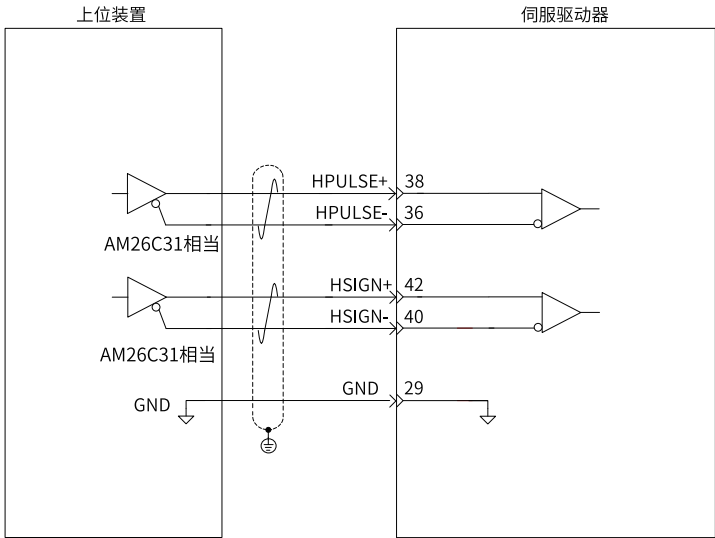 上位装置
伺服驱动器
HPULSE+ 38
HPULSE- 36
AM26C31相当
HSIGN+ 42
HSIGN- 40
AM26C31相当
GND 29
GND